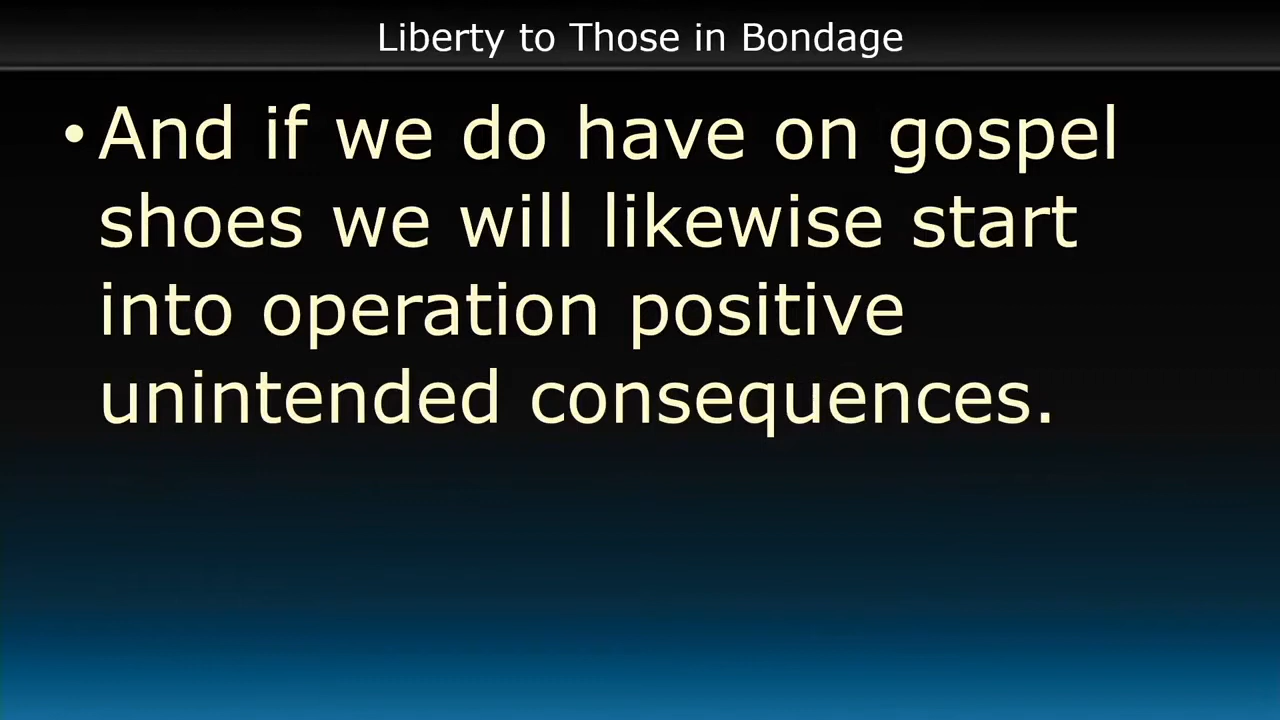 Liberty to Those in Bondage
• And if we do have on gospel
shoes we will likewise start
into operation positive
unintended consequences.